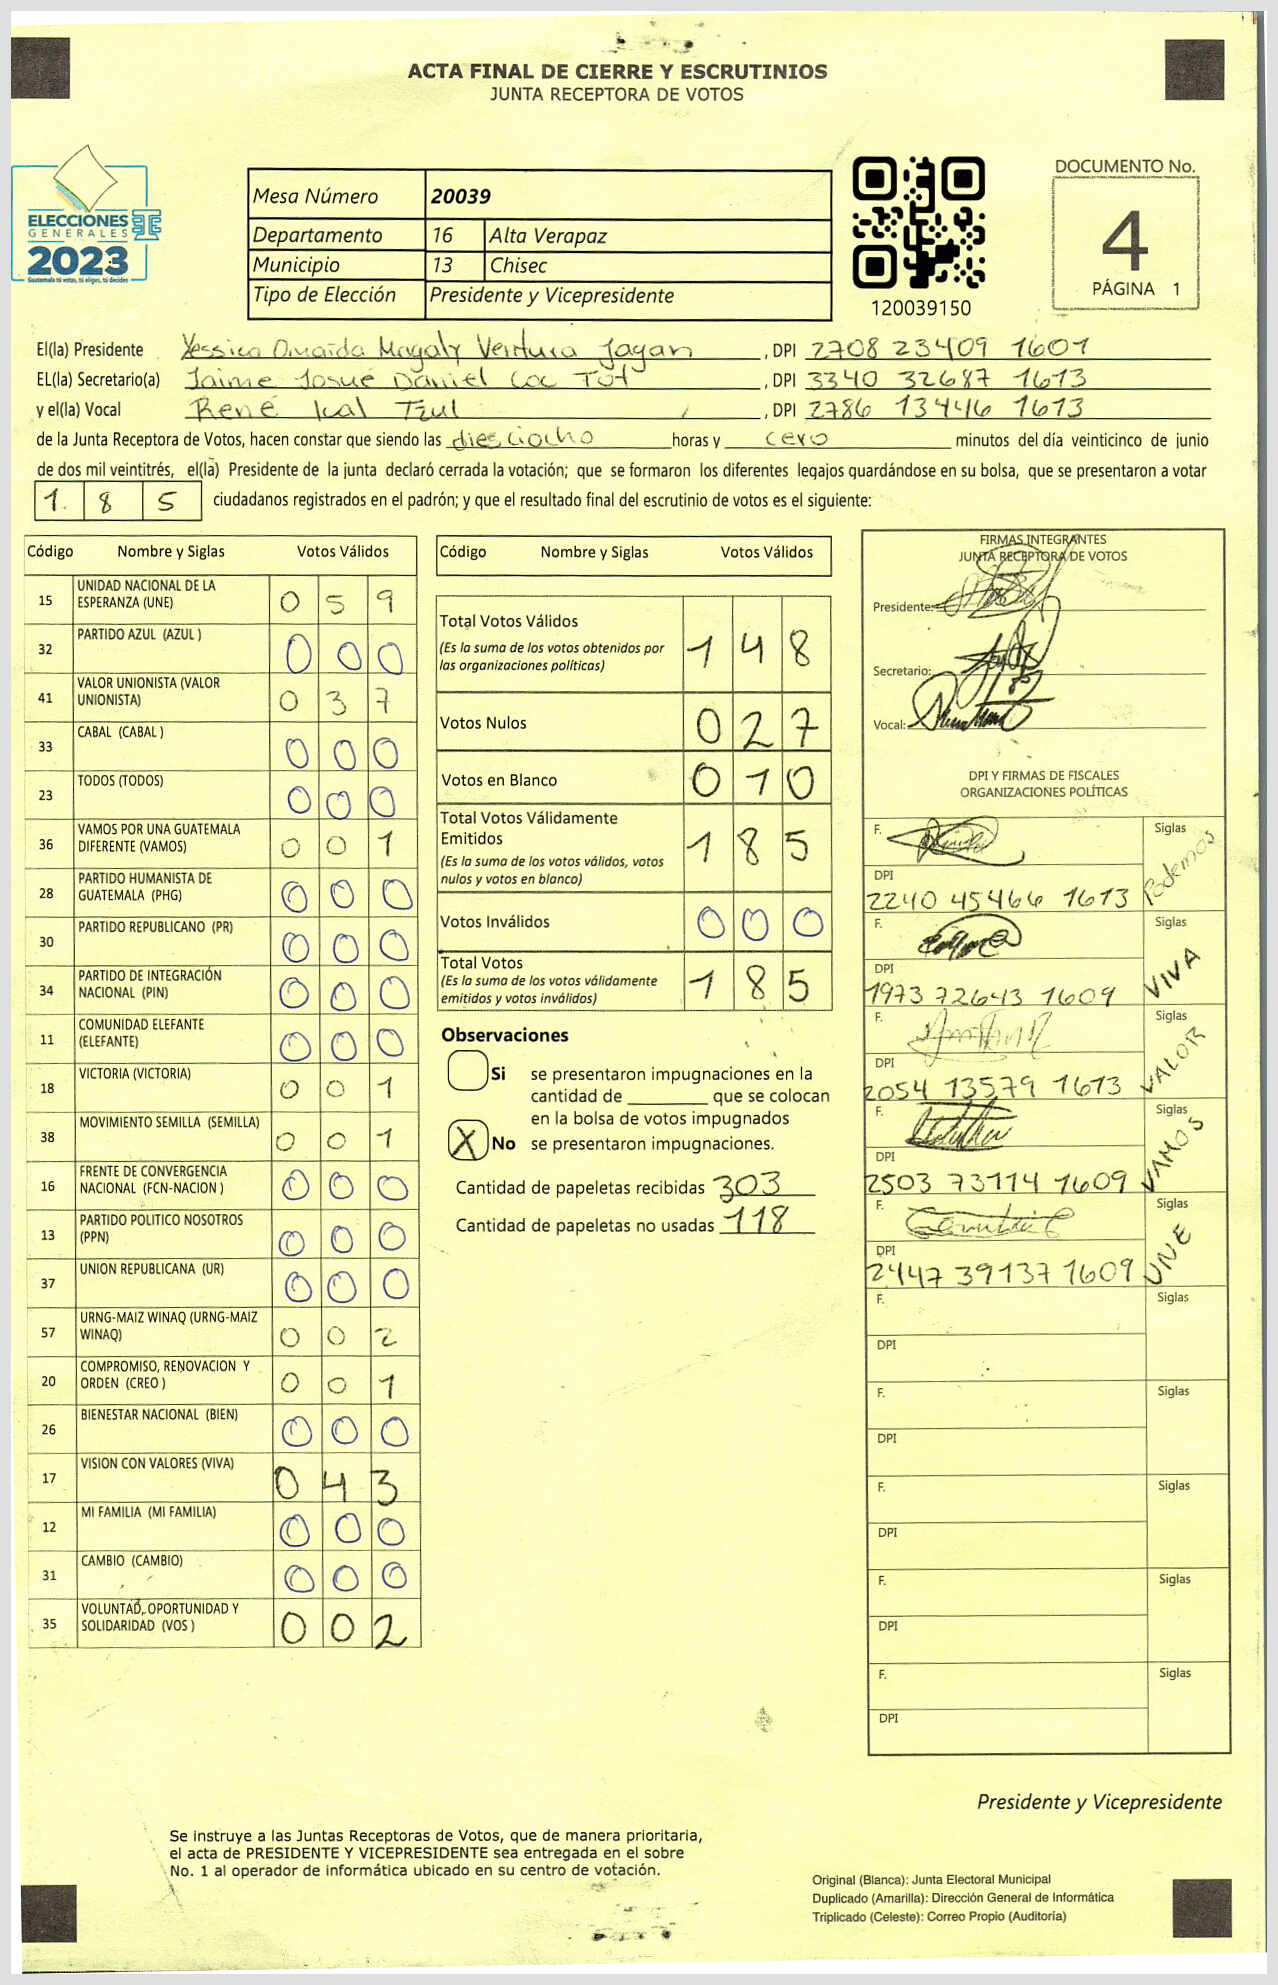 ACTA FINAL DE CIERRE Y ESCRUTINIOS
JUNTA RECEPTORA DE VOTOS
ELECCIONES
GENERALES
2023
Guatemala tú votas, tú eliges, tú decides
Mesa Número 20039
Departamento 16 Alta Verapaz
Municipio 13 Chisec
Tipo de Elección Presidente y Vicepresidente
120039150
DOCUMENTO No.
4
PÁGINA 1
El(la) Presidente Yessica Omaida Magaly Ventura , DPI 2708 23409 1601
EL(la) Secretario(a) Jaime Josué Daniel Coc Tut , DPI 3340 32687 1613
y el(la) Vocal René Ical Tzul , DPI 2786 13446 1613
de la Junta Receptora de Votos, hacen constar que siendo las diesciocho horas y cero minutos del día veinticinco de junio
de dos mil veintitrés, el(la) Presidente de la junta declaró cerrada la votación; que se formaron los diferentes legajos quardándose en su bolsa, que se presentaron a votar
1 8 5 ciudadanos registrados en el padrón; y que el resultado final del escrutinio de votos es el siguiente:
Código Nombre y Siglas Votos Válidos
15 UNIDAD NACIONAL DE LA
ESPERANZA (UNE) 0 5 9
32 PARTIDO AZUL (AZUL ) 0 0 0
41 VALOR UNIONISTA (VALOR
UNIONISTA) 0 3 7
33 CABAL (CABAL ) 0 0 0
23 TODOS (TODOS) 0 0 0
36 VAMOS POR UNA GUATEMALA
DIFERENTE (VAMOS) 0 0 1
28 PARTIDO HUMANISTA DE
GUATEMALA (PHG) 0 0 0
30 PARTIDO REPUBLICANO (PR) 0 0 0
34 PARTIDO DE INTEGRACIÓN
NACIONAL (PIN) 0 0 0
11 COMUNIDAD ELEFANTE
(ELEFANTE) 0 0 0
18 VICTORIA (VICTORIA) 0 0 1
38 MOVIMIENTO SEMILLA (SEMILLA) 0 0 1
16 FRENTE DE CONVERGENCIA
NACIONAL (FCN-NACION ) 0 0 0
13 PARTIDO POLITICO NOSOTROS
(PPN) 0 0 0
37 UNION REPUBLICANA (UR) 0 0 0
57 URNG-MAIZ WINAQ (URNG-MAIZ
WINAQ) 0 0 2
20 COMPROMISO, RENOVACION Y
ORDEN (CREO ) 0 0 1
26 BIENESTAR NACIONAL (BIEN) 0 0 0
17 VISION CON VALORES (VIVA) 0 4 3
12 MI FAMILIA (MI FAMILIA) 0 0 0
31 CAMBIO (CAMBIO) 0 0 0
35 VOLUNTAD, OPORTUNIDAD Y
SOLIDARIDAD (VOS ) 0 0 2
Código Nombre y Siglas Votos Válidos
Total Votos Válidos
(Es la suma de los votos obtenidos por
las organizaciones políticas) 1 4 8
Votos Nulos 0 2 7
Votos en Blanco 0 1 0
Total Votos Válidamente
Emitidos
(Es la suma de los votos válidos, votos
nulos y votos en blanco) 1 8 5
Votos Inválidos 0 0 0
Total Votos
(Es la suma de los votos válidamente
emitidos y votos inválidos) 1 8 5
Observaciones
Si se presentaron impugnaciones en la
cantidad de ________ que se colocan
en la bolsa de votos impugnados
X No se presentaron impugnaciones.
Cantidad de papeletas recibidas 303
Cantidad de papeletas no usadas 118
FIRMAS INTEGRANTES
JUNTA RECEPTORA DE VOTOS
Presidente:
Secretario:
Vocal:
DPI Y FIRMAS DE FISCALES
ORGANIZACIONES POLÍTICAS
F. Siglas
DPI Podemos
2240 45466 1613
F. Siglas
DPI VIVA
1973 72643 1609
F. Siglas
DPI VALOR
2054 13579 1613
F. Siglas
DPI VAMOS
2503 73114 1609
F. Siglas
DPI UNE
2447 39137 1609
F. Siglas
DPI
F. Siglas
DPI
F. Siglas
DPI
F. Siglas
DPI
F. Siglas
DPI
Presidente y Vicepresidente
Se instruye a las Juntas Receptoras de Votos, que de manera prioritaria,
el acta de PRESIDENTE Y VICEPRESIDENTE sea entregada en el sobre
No. 1 al operador de informática ubicado en su centro de votación.
Original (Blanca): Junta Electoral Municipal
Duplicado (Amarilla): Dirección General de Informática
Triplicado (Celeste): Correo Propio (Auditoría)